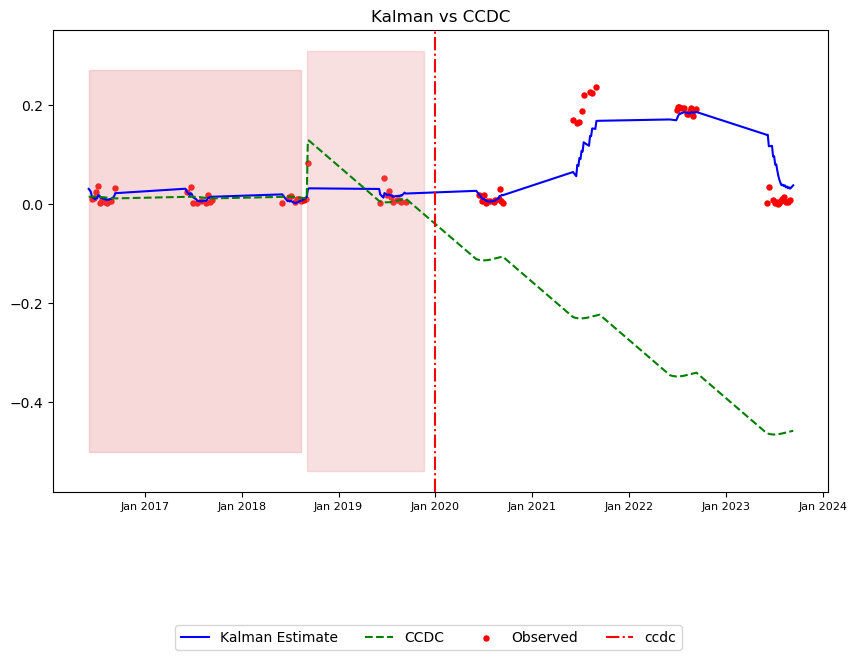 Kalman vs CCDC
0.2
0.0
−0.2
−0.4
Jan 2017 Jan 2018 Jan 2019 Jan 2020 Jan 2021 Jan 2022 Jan 2023 Jan 2024
Kalman Estimate CCDC Observed ccdc